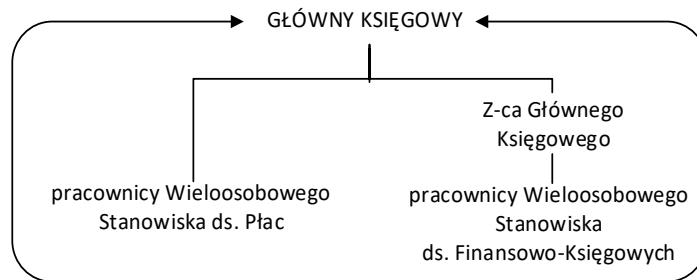 GŁÓWNY KSIĘGOWY
Z-ca Głównego
Księgowego
pracownicy Wieloosobowego
Stanowiska ds. Płac
pracownicy Wieloosobowego
Stanowiska
ds. Finansowo-Księgowych